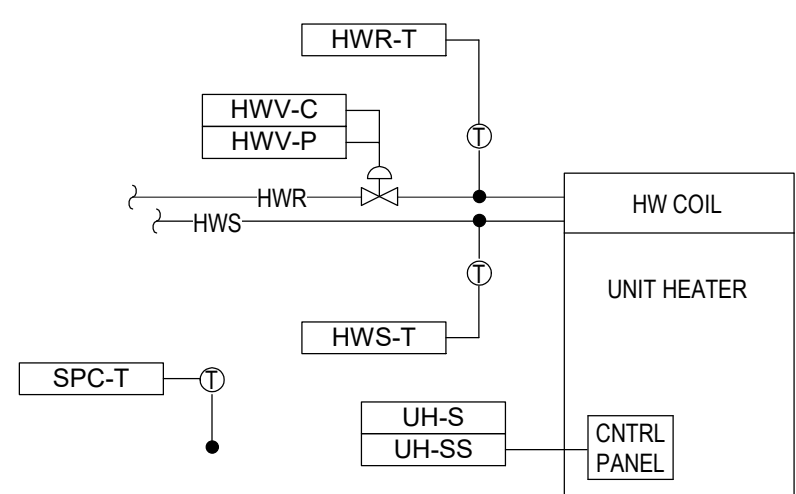 HWR-T
HWV-C
HWV-P
T
HWR
HW COIL
HWS
T
UNIT HEATER
HWS-T
SPC-T
T
UH-S
UH-SS
CNTRL
PANEL